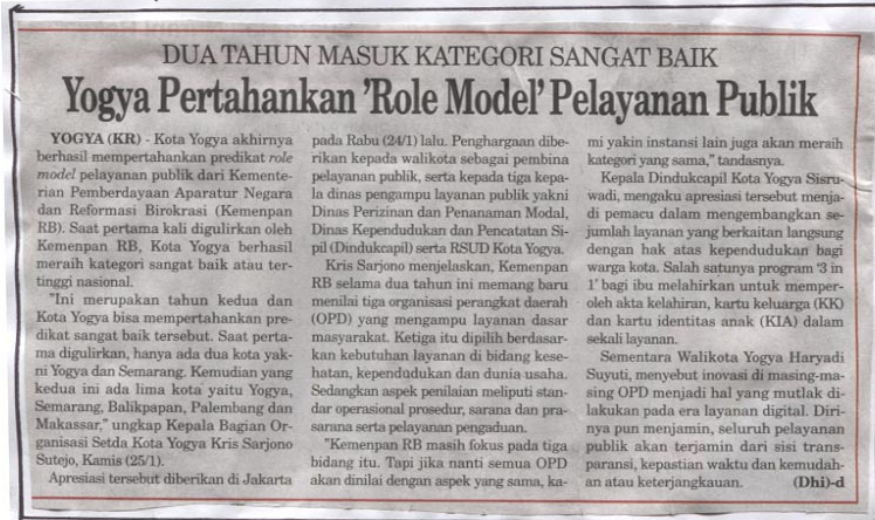 DUA TAHUN MASUK KATEGORI SANGAT BAIK
Yogya Pertahankan 'Role Model' Pelayanan Publik
YOGYA (KR) - Kota Yogya akhirnya
berhasil mempertahankan predikat role
model pelayanan publik dari Kemente-
rian Pemberdayaan Aparatur Negara
dan Reformasi Birokrasi (Kemenpan
RB). Saat pertama kali digulirkan oleh
Kemenpan RB, Kota Yogya berhasil
meraih kategori sangat baik atau ter-
tinggi nasional.
"Ini merupakan tahun kedua dan
Kota Yogya bisa mempertahankan pre-
dikat sangat baik tersebut. Saat perta-
ma digulirkan, hanya ada dua kota yak-
ni Yogya dan Semarang. Kemudian yang
kedua ini ada lima kota yaitu Yogya,
Semarang, Balikpapan, Palembang dan
Makassar," ungkap Kepala Bagian Or-
ganisasi Setda Kota Yogya Kris Sarjono
Sutejo, Kamis (25/1).
Apresiasi tersebut diberikan di Jakarta
pada Rabu (24/1) lalu. Penghargaan dibe-
rikan kepada walikota sebagai pembina
pelayanan publik, serta kepada tiga kepa-
la dinas pengampu layanan publik yakni
Dinas Perizinan dan Penanaman Modal,
Dinas Kependudukan dan Pencatatan Si-
pil (Dindukcapil) serta RSUD Kota Yogya.
Kris Sarjono menjelaskan, Kemenpan
RB selama dua tahun ini memang baru
menilai tiga organisasi perangkat daerah
(OPD) yang mengampu layanan dasar
masyarakat. Ketiga itu dipilih berdasar-
kan kebutuhan layanan di bidang kese-
hatan, kependudukan dan dunia usaha.
Sedangkan aspek penilaian meliputi stan-
dar operasional prosedur, sarana dan pra-
sarana serta pelayanan pengaduan.
"Kemenpan RB masih fokus pada tiga
bidang itu. Tapi jika nanti semua OPD
akan dinilai dengan aspek yang sama, ka-
mi yakin instansi lain juga akan meraih
kategori yang sama," tandasnya.
Kepala Dindukcapil Kota Yogya Sisru-
wadi, mengaku apresiasi tersebut menja-
di pemacu dalam mengembangkan se-
jumlah layanan yang berkaitan langsung
dengan hak atas kependudukan bagi
warga kota. Salah satunya program '3 in
1' bagi ibu melahirkan untuk memper-
oleh akta kelahiran, kartu keluarga (KK)
dan kartu identitas anak (KIA) dalam
sekali layanan.
Sementara Walikota Yogya Haryadi
Suyuti, menyebut inovasi di masing-ma-
sing OPD menjadi hal yang mutlak di-
lakukan pada era layanan digital. Diri-
nya pun menjamin, seluruh pelayanan
publik akan terjamin dari sisi trans-
paransi, kepastian waktu dan kemudah-
an atau keterjangkauan. (Dhi)-d